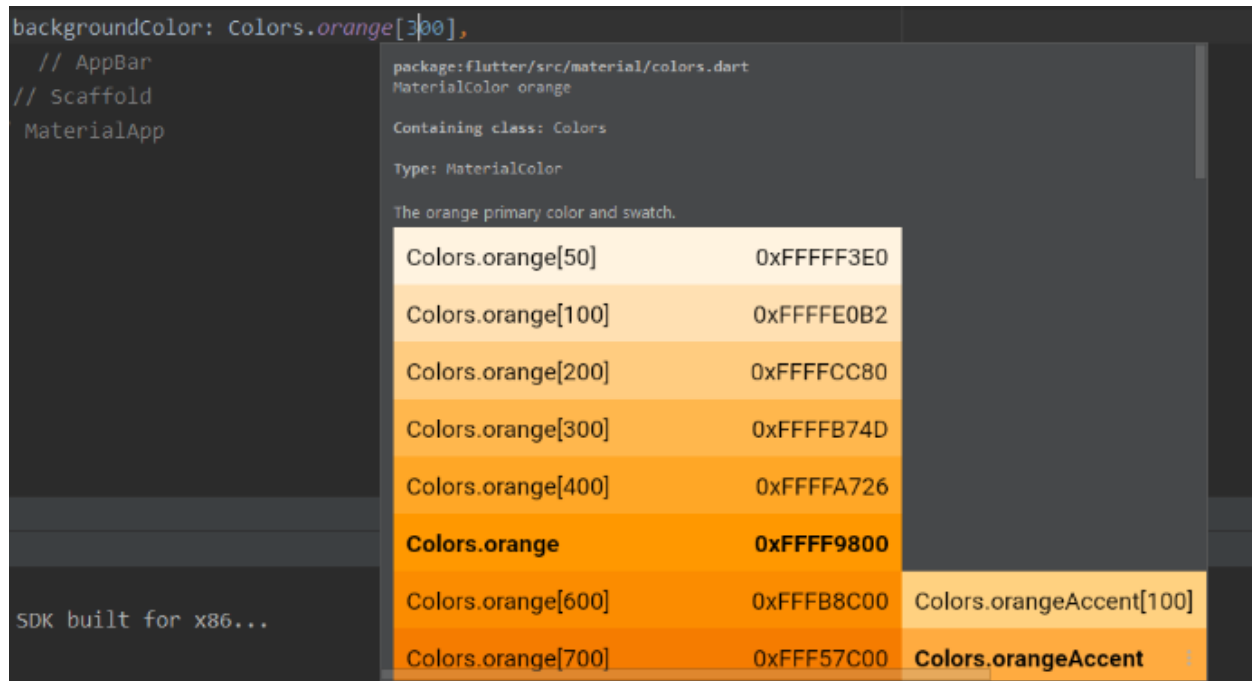 backgroundColor: Colors.orange[300],
// AppBar
// Scaffold
MaterialApp
package:flutter/src/material/colors.dart
MaterialColor orange
Containing class: Colors
Type: MaterialColor
The orange primary color and swatch.
Colors.orange[50] 0xFFFFF3E0
Colors.orange[100] 0xFFFFE0B2
Colors.orange[200] 0xFFFFCC80
Colors.orange[300] 0xFFFFB74D
Colors.orange[400] 0xFFFFA726
Colors.orange 0xFFFF9800
Colors.orange[600] 0xFFFB8C00 Colors.orangeAccent[100]
SDK built for x86...
Colors.orange[700] 0xFFF57C00 Colors.orangeAccent